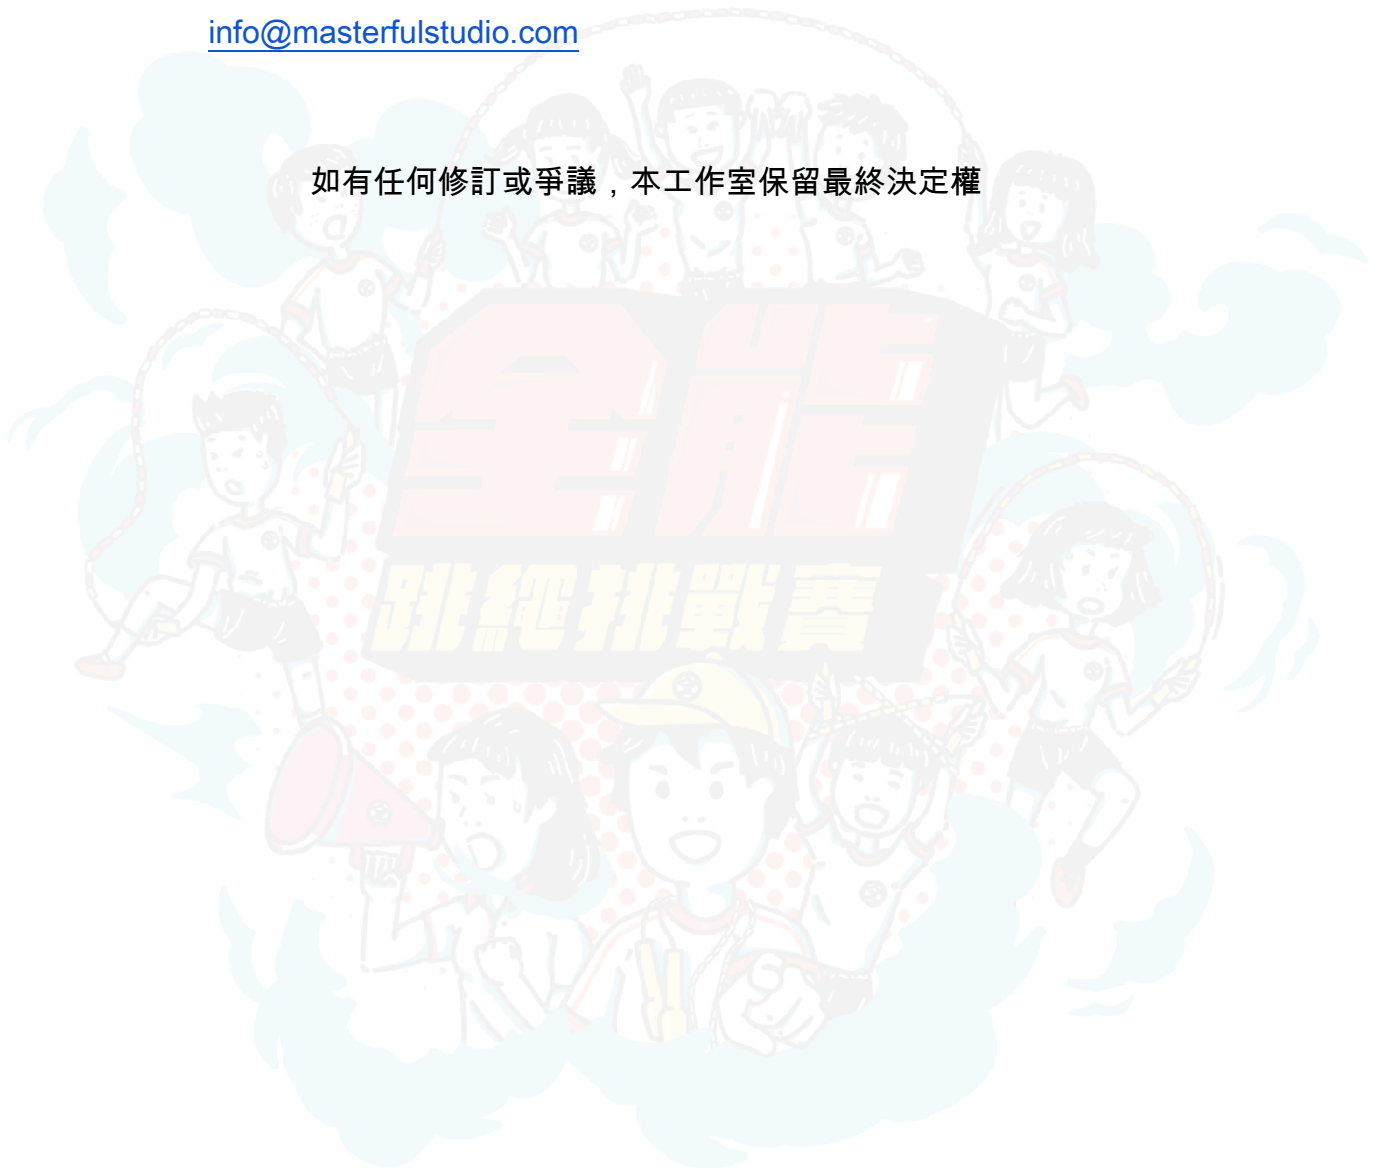 info@masterfulstudio.com
如有任何修訂或爭議，本工作室保留最終決定權
全能
跳繩挑戰賽